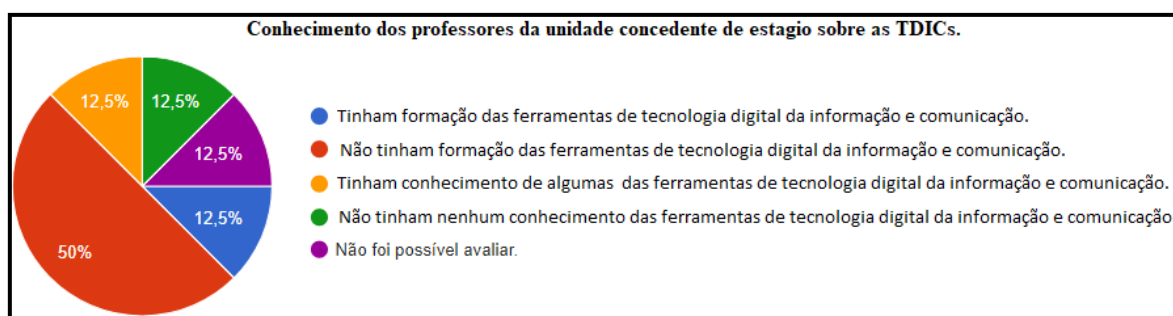 Conhecimento dos professores da unidade concedente de estagio sobre as TDICs.
12,5%
12,5%
12,5%
12,5%
50%
Tinham formação das ferramentas de tecnologia digital da informação e comunicação.
Não tinham formação das ferramentas de tecnologia digital da informação e comunicação.
Tinham conhecimento de algumas das ferramentas de tecnologia digital da informação e comunicação.
Não tinham nenhum conhecimento das ferramentas de tecnologia digital da informação e comunicação
Não foi possível avaliar.